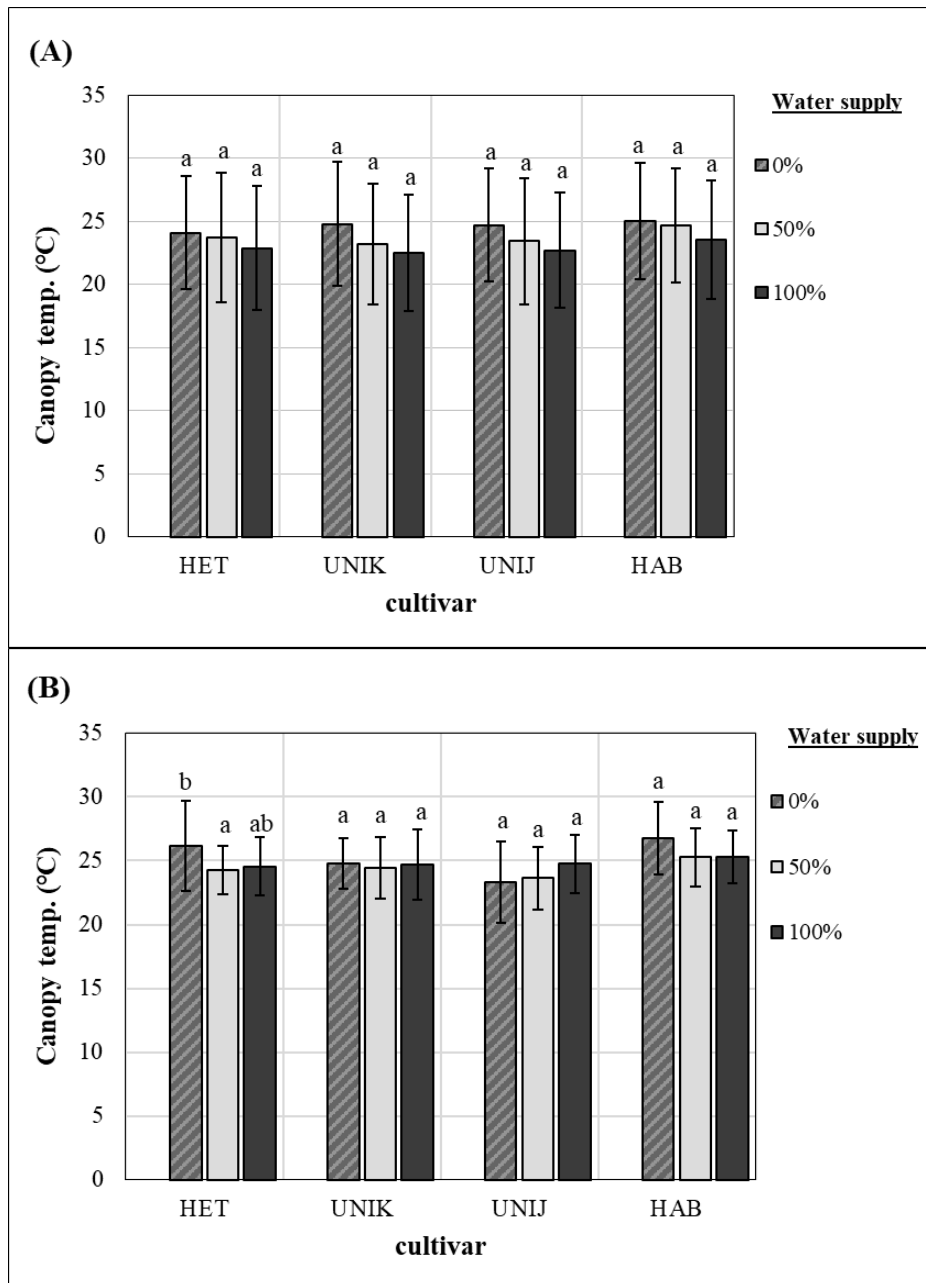 (A)
35
30
25
20
15
10
5
0
Canopy temp. (°C)
a a a a a a a a a a a a
HET UNIK UNIJ HAB
cultivar
Water supply
0%
50%
100%
(B)
35
30
25
20
15
10
5
0
Canopy temp. (°C)
b a ab a a a a a a a a a
HET UNIK UNIJ HAB
cultivar
Water supply
0%
50%
100%